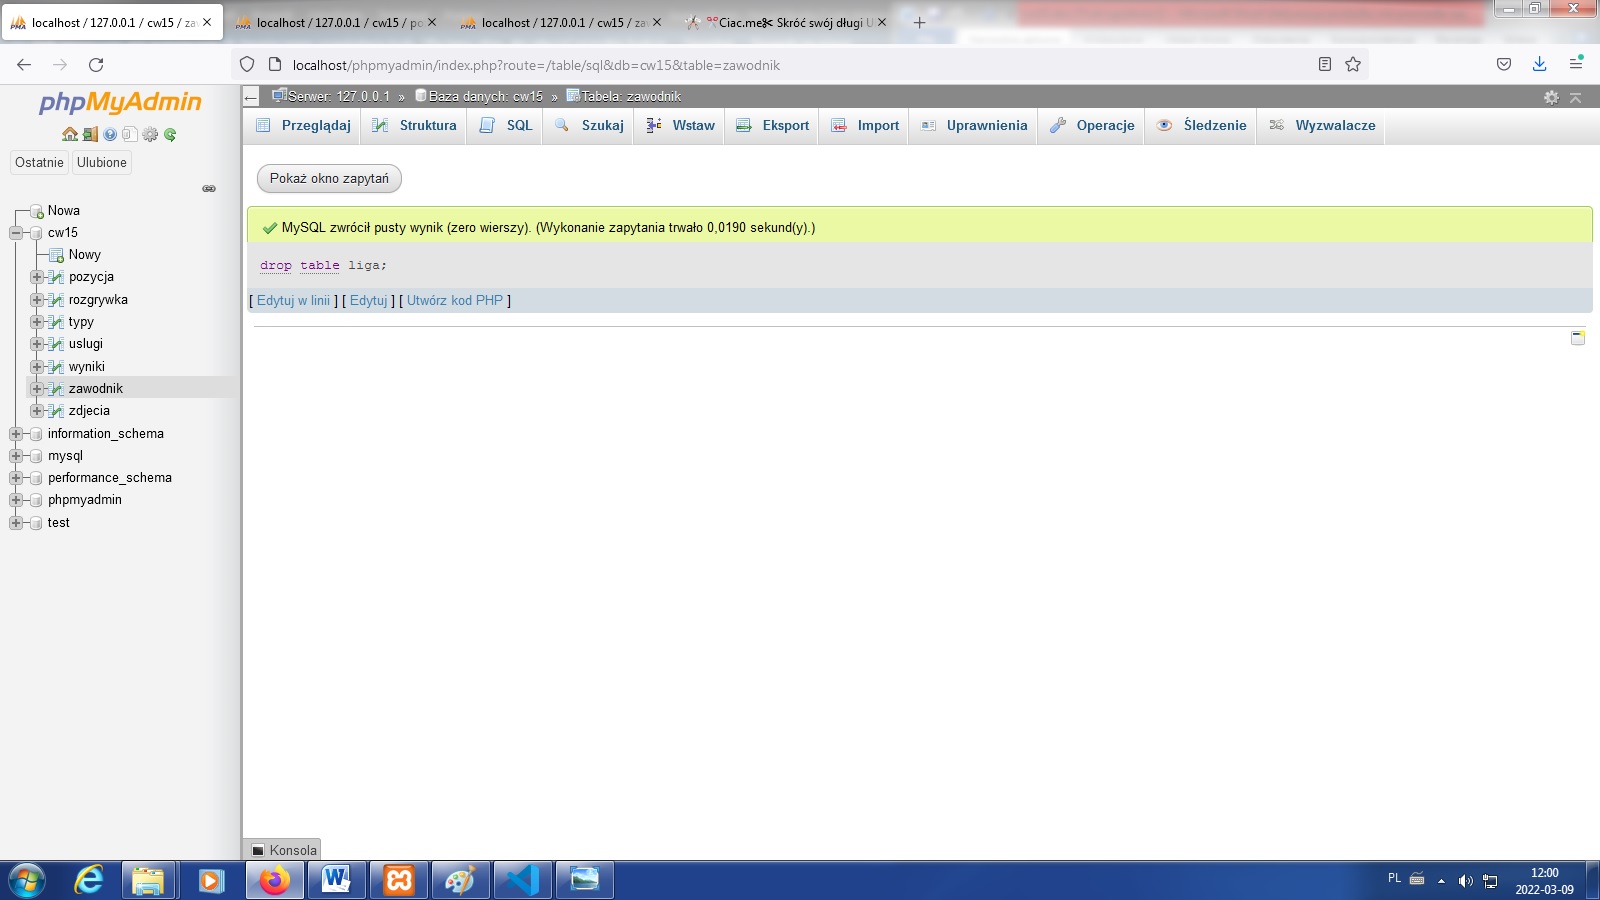 localhost / 127.0.0.1 / cw15 / za
localhost / 127.0.0.1 / cw15 / po
localhost / 127.0.0.1 / cw15 / za
Ciac.me Skróć swój długi U
localhost/phpmyadmin/index.php?route=/table/sql&db=cw15&table=zawodnik
phpMyAdmin
Ostatnie Ulubione
Nowa
cw15
Nowy
pozycja
rozgrywka
typy
uslugi
wyniki
zawodnik
zdjecia
information_schema
mysql
performance_schema
phpmyadmin
test
Serwer: 127.0.0.1 » Baza danych: cw15 » Tabela: zawodnik
Przeglądaj Struktura SQL Szukaj Wstaw Eksport Import Uprawnienia Operacje Śledzenie Wyzwalacze
Pokaż okno zapytań
MySQL zwrócił pusty wynik (zero wierszy). (Wykonanie zapytania trwało 0,0190 sekund(y).)
drop table liga;
[ Edytuj w linii ] [ Edytuj ] [ Utwórz kod PHP ]
Konsola
PL
12:00
2022-03-09